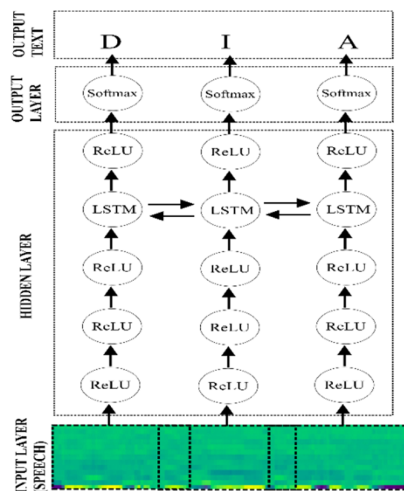 OUTPUT TEXT
D I A
OUTPUT LAYER
Softmax Softmax Softmax
HIDDEN LAYER
ReLU ReLU ReLU
LSTM LSTM LSTM
ReLU ReLU ReLU
ReLU ReLU ReLU
ReLU ReLU ReLU
INPUT LAYER (SPEECH)